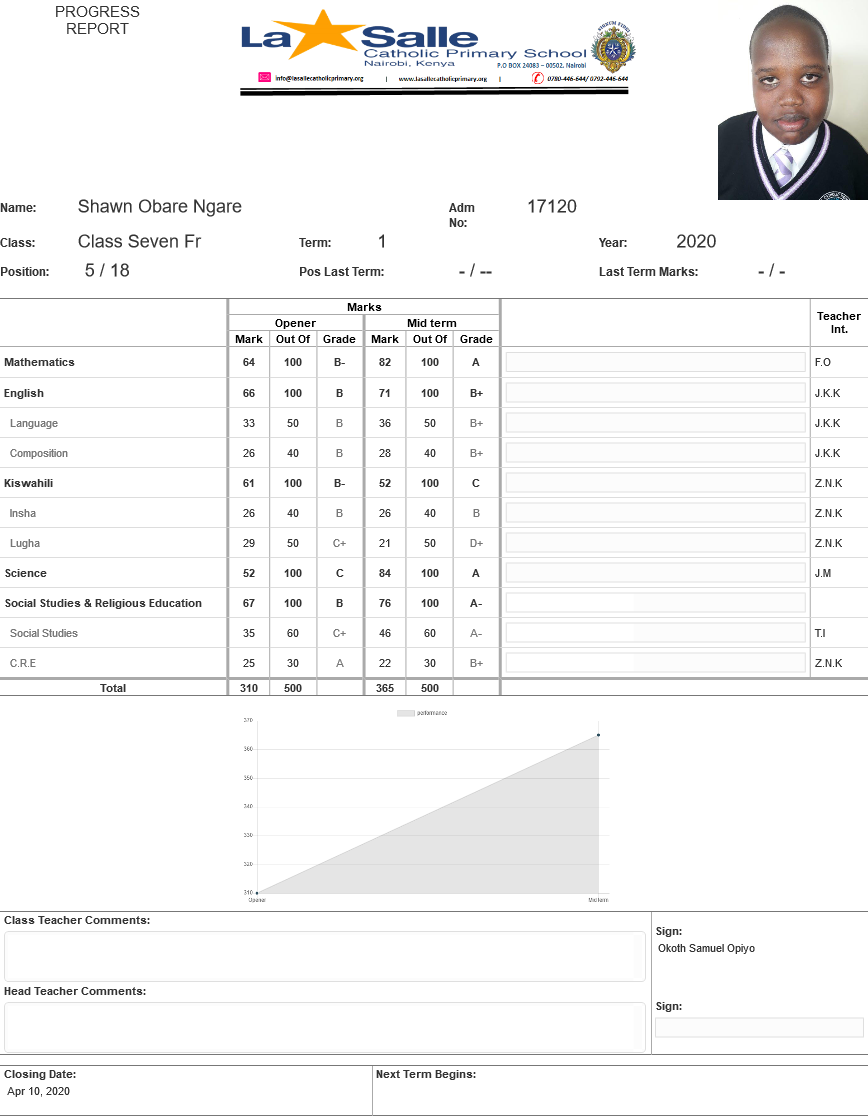 PROGRESS
REPORT
La Salle
Catholic Primary School
Nairobi, Kenya
P.O BOX 24083 – 00502, Nairobi
info@lasallecatholicprimary.org | www.lasallecatholicprimary.org | 0780-446-644/ 0792-446-644
Name: Shawn Obare Ngare Adm No: 17120
Class: Class Seven Fr Term: 1 Year: 2020
Position: 5 / 18 Pos Last Term: - / -- Last Term Marks: - / -
Marks
Opener Mid term Teacher Int.
Mark Out Of Grade Mark Out Of Grade
Mathematics 64 100 B- 82 100 A F.O
English 66 100 B 71 100 B+ J.K.K
Language 33 50 B 36 50 B+ J.K.K
Composition 26 40 B 28 40 B+ J.K.K
Kiswahili 61 100 B- 52 100 C Z.N.K
Insha 26 40 B 26 40 B Z.N.K
Lugha 29 50 C+ 21 50 D+ Z.N.K
Science 52 100 C 84 100 A J.M
Social Studies & Religious Education 67 100 B 76 100 A-
Social Studies 35 60 C+ 46 60 A- T.I
C.R.E 25 30 A 22 30 B+ Z.N.K
Total 310 500 365 500
performance
370
360
350
340
330
320
310
Opener Mid term
Class Teacher Comments:
Sign:
Okoth Samuel Opiyo
Head Teacher Comments:
Sign:
Closing Date: Next Term Begins:
Apr 10, 2020